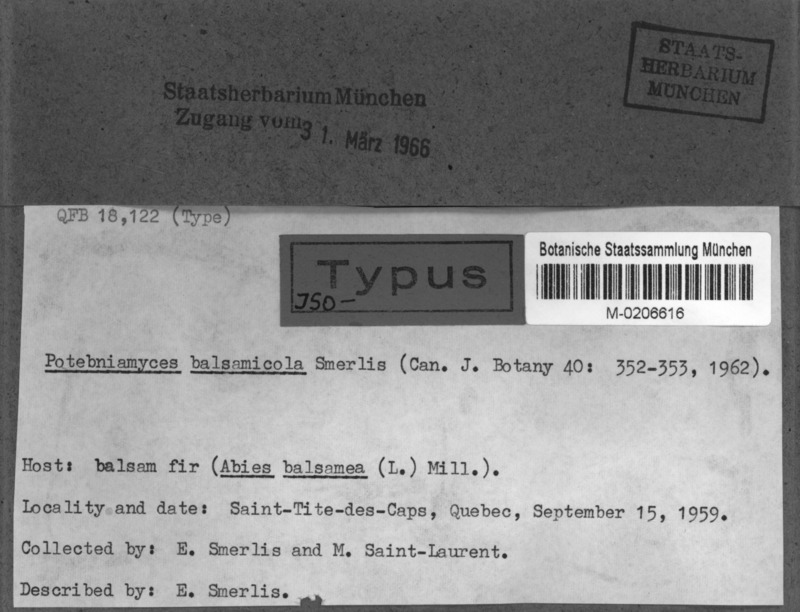 STAATS-
HERBARIUM
MÜNCHEN
Staatsherbarium München
Zugang vom
31. März 1966
QFB 18,122 (Type)
Typus
ISO-
Botanische Staatssammlung München
M-0206616
Potebniamyces balsamicola Smerlis (Can. J. Botany 40: 352-353, 1962).
Host: balsam fir (Abies balsamea (L.) Mill.).
Locality and date: Saint-Tite-des-Caps, Quebec, September 15, 1959.
Collected by: E. Smerlis and M. Saint-Laurent.
Described by: E. Smerlis.